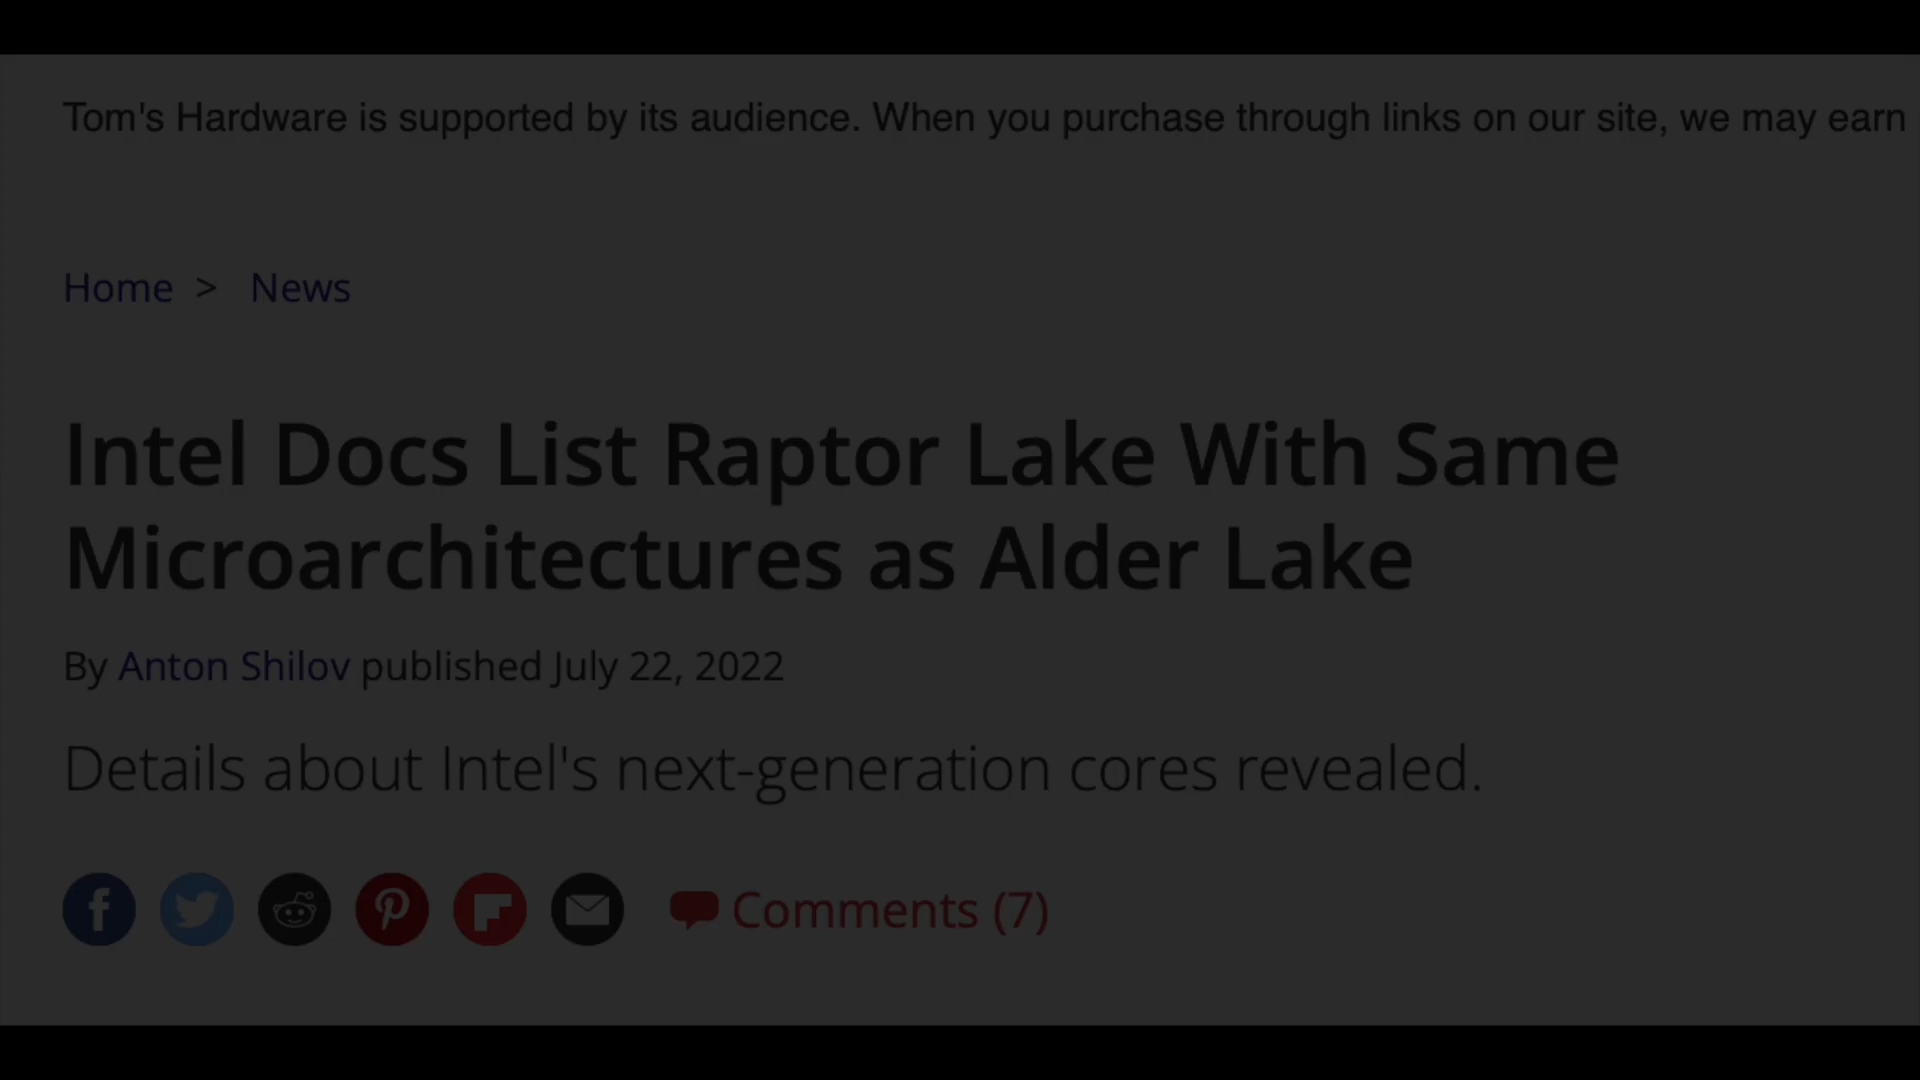 Tom's Hardware is supported by its audience. When you purchase through links on our site, we may earn
Home > News
Intel Docs List Raptor Lake With Same
Microarchitectures as Alder Lake
By Anton Shilov published July 22, 2022
Details about Intel's next-generation cores revealed.
Comments (7)